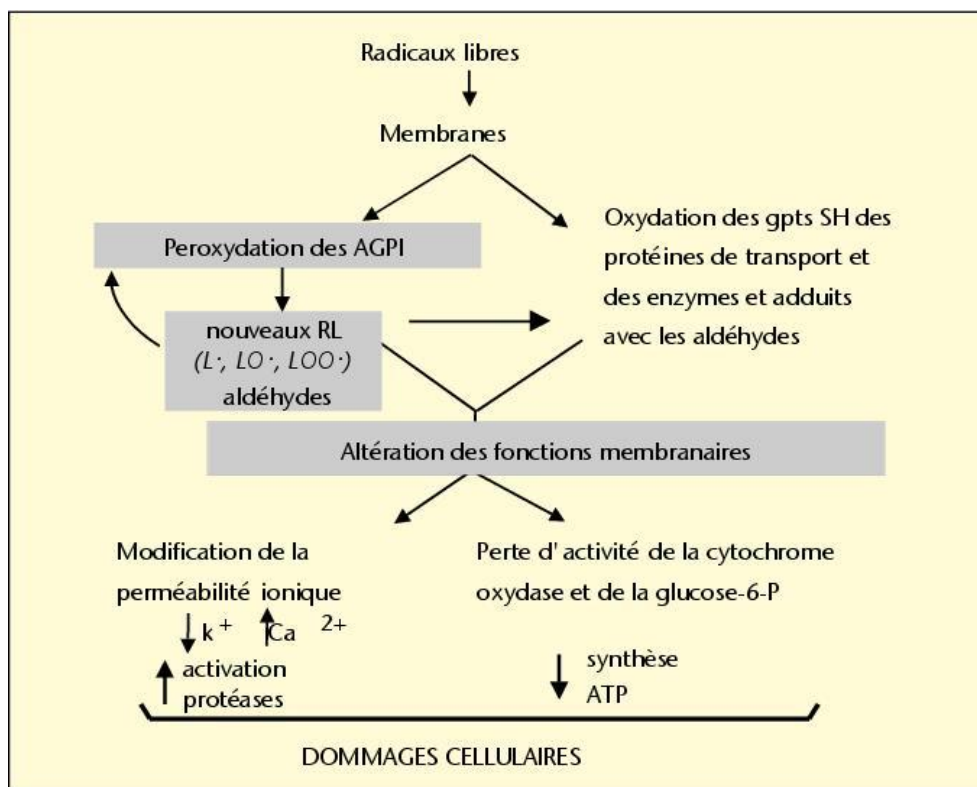 Radicaux libres
Membranes
Peroxydation des AGPI
Oxydation des gpts SH des
protéines de transport et
des enzymes et adduits
avec les aldéhydes
nouveaux RL
(L·, LO·, LOO·)
aldéhydes
Altération des fonctions membranaires
Modification de la
perméabilité ionique
k+ Ca 2+
activation
protéases
Perte d'activité de la cytochrome
oxydase et de la glucose-6-P
synthèse
ATP
DOMMAGES CELLULAIRES